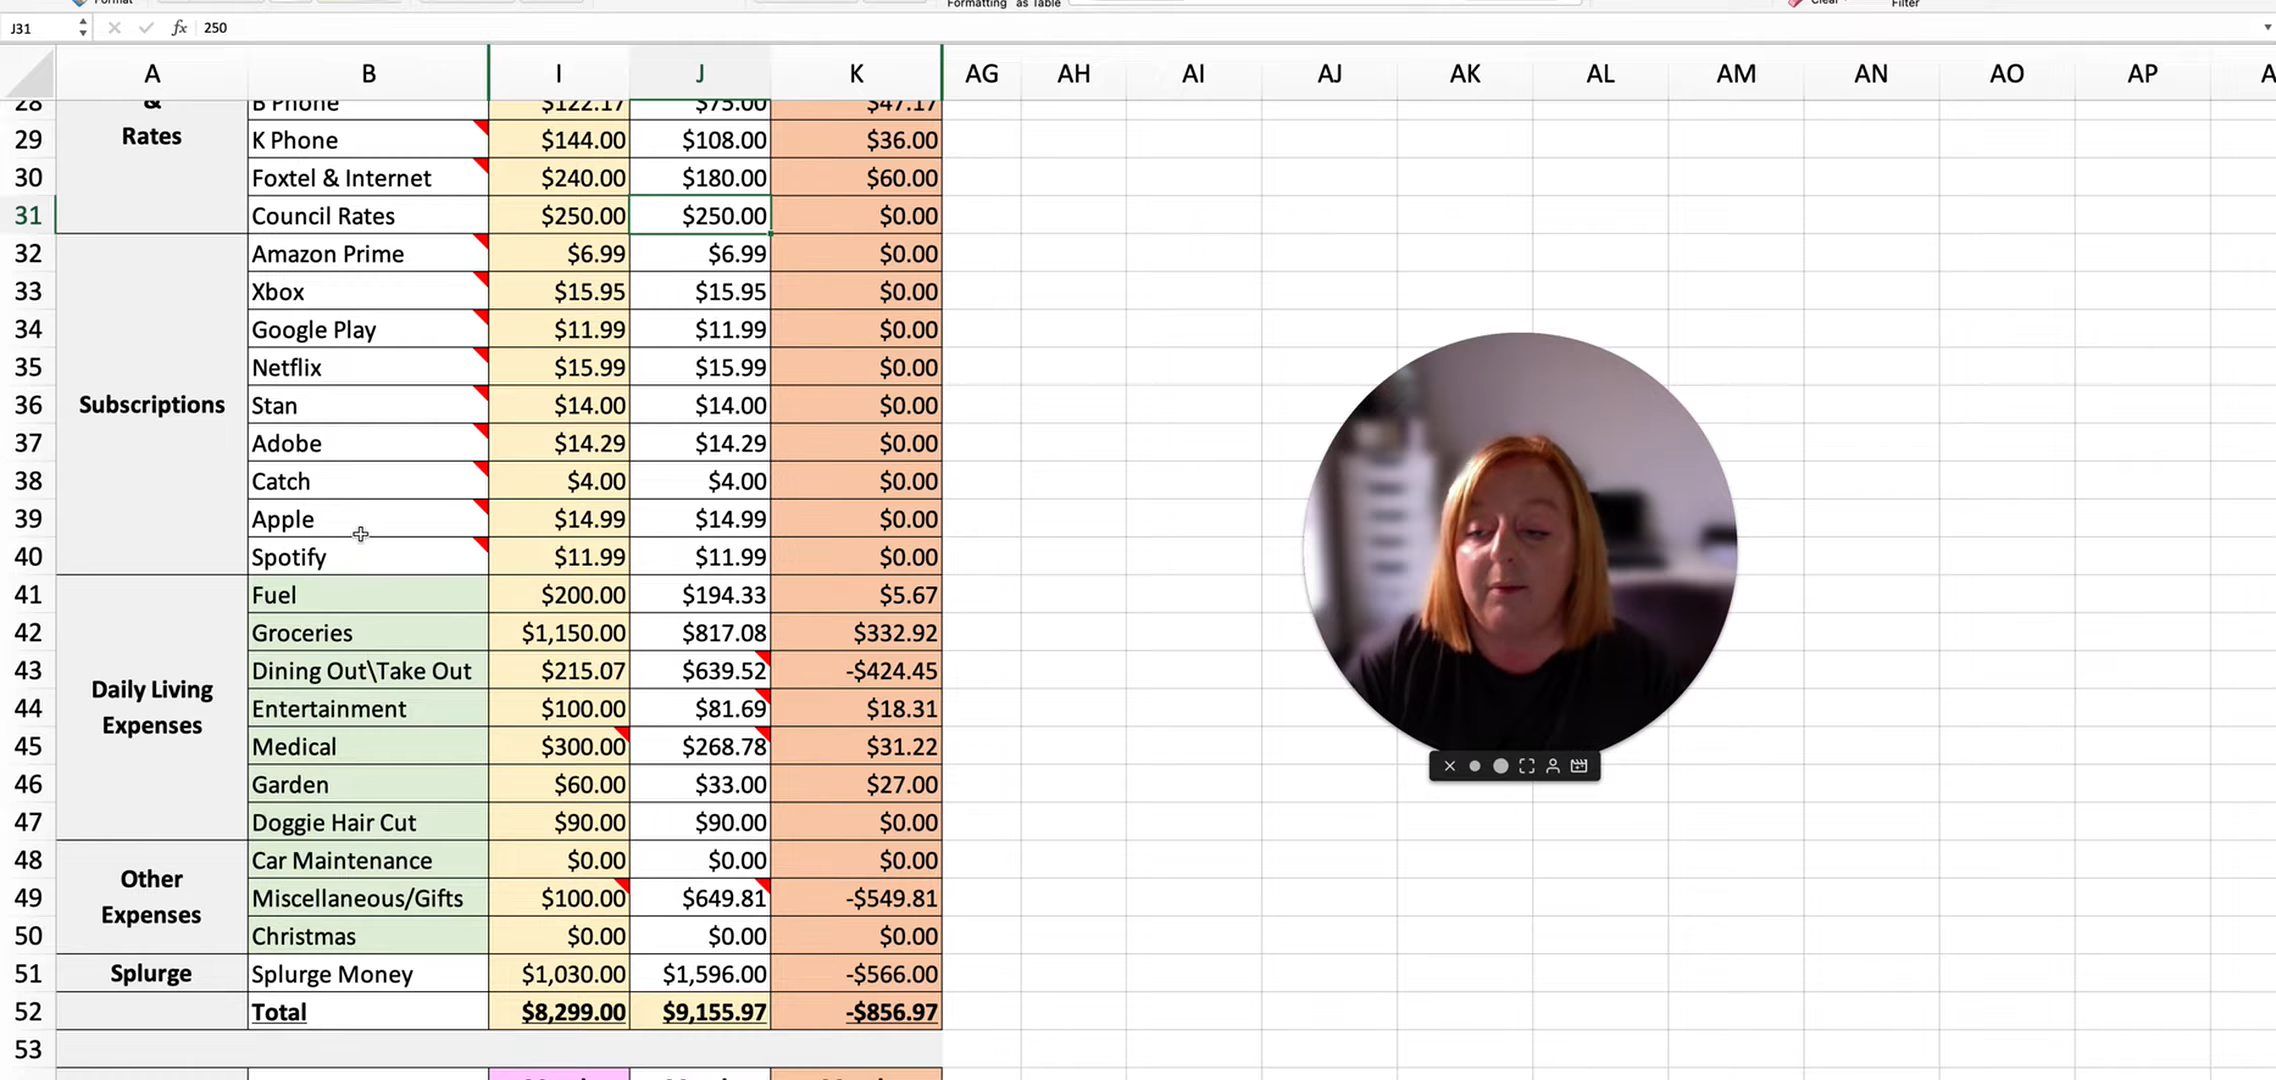 Format
Formatting as Table
Clear
Filter
J31 fx 250
A B I J K AG AH AI AJ AK AL AM AN AO AP A
28 & B Phone $122.17 $75.00 $47.17
29 Rates K Phone $144.00 $108.00 $36.00
30 Foxtel & Internet $240.00 $180.00 $60.00
31 Council Rates $250.00 $250.00 $0.00
32 Amazon Prime $6.99 $6.99 $0.00
33 Xbox $15.95 $15.95 $0.00
34 Google Play $11.99 $11.99 $0.00
35 Netflix $15.99 $15.99 $0.00
36 Subscriptions Stan $14.00 $14.00 $0.00
37 Adobe $14.29 $14.29 $0.00
38 Catch $4.00 $4.00 $0.00
39 Apple $14.99 $14.99 $0.00
40 Spotify $11.99 $11.99 $0.00
41 Fuel $200.00 $194.33 $5.67
42 Groceries $1,150.00 $817.08 $332.92
43 Dining Out\Take Out $215.07 $639.52 -$424.45
Daily Living
44 Entertainment $100.00 $81.69 $18.31
Expenses
45 Medical $300.00 $268.78 $31.22
46 Garden $60.00 $33.00 $27.00
47 Doggie Hair Cut $90.00 $90.00 $0.00
48 Car Maintenance $0.00 $0.00 $0.00
Other
49 Miscellaneous/Gifts $100.00 $649.81 -$549.81
Expenses
50 Christmas $0.00 $0.00 $0.00
51 Splurge Splurge Money $1,030.00 $1,596.00 -$566.00
52 Total $8,299.00 $9,155.97 -$856.97
53